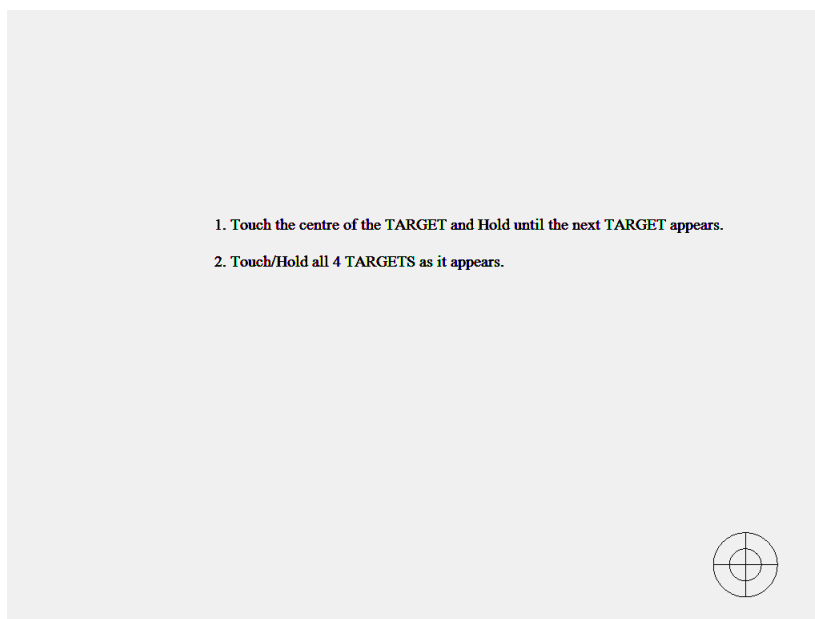 1. Touch the centre of the TARGET and Hold until the next TARGET appears.
2. Touch/Hold all 4 TARGETS as it appears.